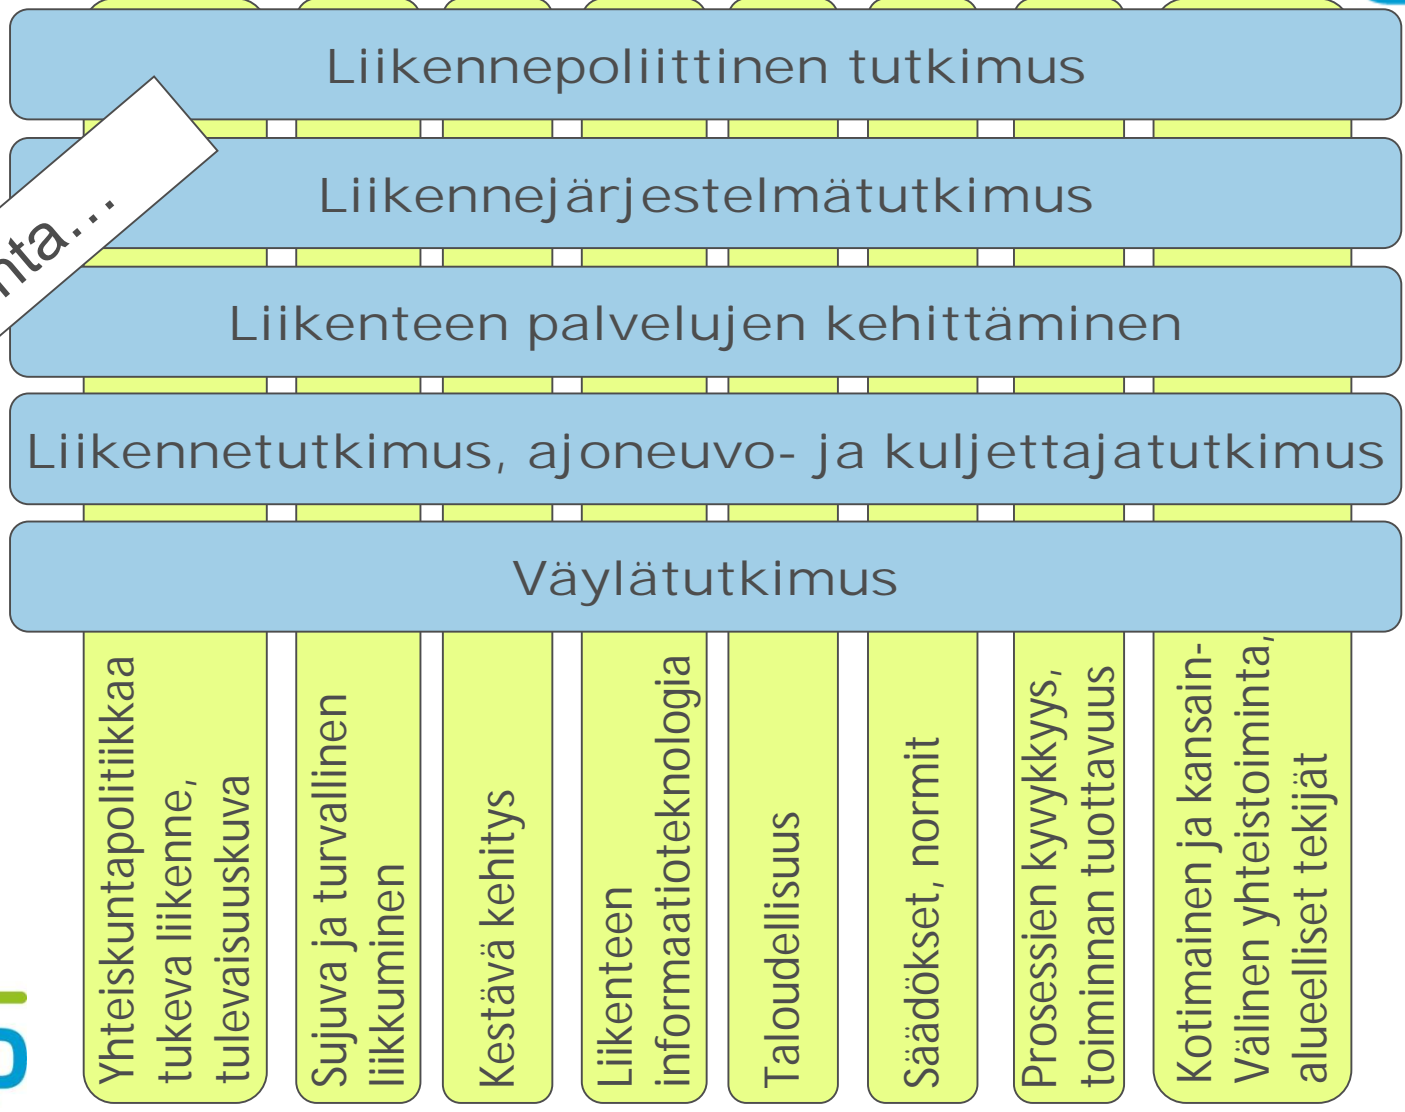 Liikennepoliittinen tutkimus
Liikennejärjestelmätutkimus
Liikenteen palvelujen kehittäminen
Liikennetutkimus, ajoneuvo- ja kuljettajatutkimus
Väylätutkimus
Yhteiskuntapolitiikkaa
tukeva liikenne,
tulevaisuuskuva
Sujuva ja turvallinen
liikkuminen
Kestävä kehitys
Liikenteen
informaatioteknologia
Taloudellisuus
Säädökset, normit
Prosessien kyvykkyys,
toiminnan tuottavuus
Kotimainen ja kansain-
Välinen yhteistoiminta,
alueelliset tekijät